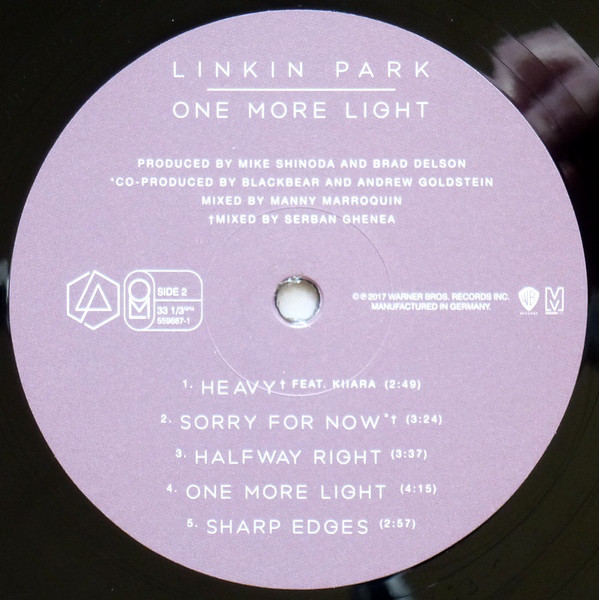 LINKIN PARK
ONE MORE LIGHT
PRODUCED BY MIKE SHINODA AND BRAD DELSON
*CO-PRODUCED BY BLACKBEAR AND ANDREW GOLDSTEIN
MIXED BY MANNY MARROQUIN
†MIXED BY SERBAN GHENEA
SIDE 2
33 1/3 RPM
559687-1
©℗ 2017 WARNER BROS. RECORDS INC.
MANUFACTURED IN GERMANY.
1. HEAVY† FEAT. KIIARA (2:49)
2. SORRY FOR NOW*† (3:24)
3. HALFWAY RIGHT (3:37)
4. ONE MORE LIGHT (4:15)
5. SHARP EDGES (2:57)